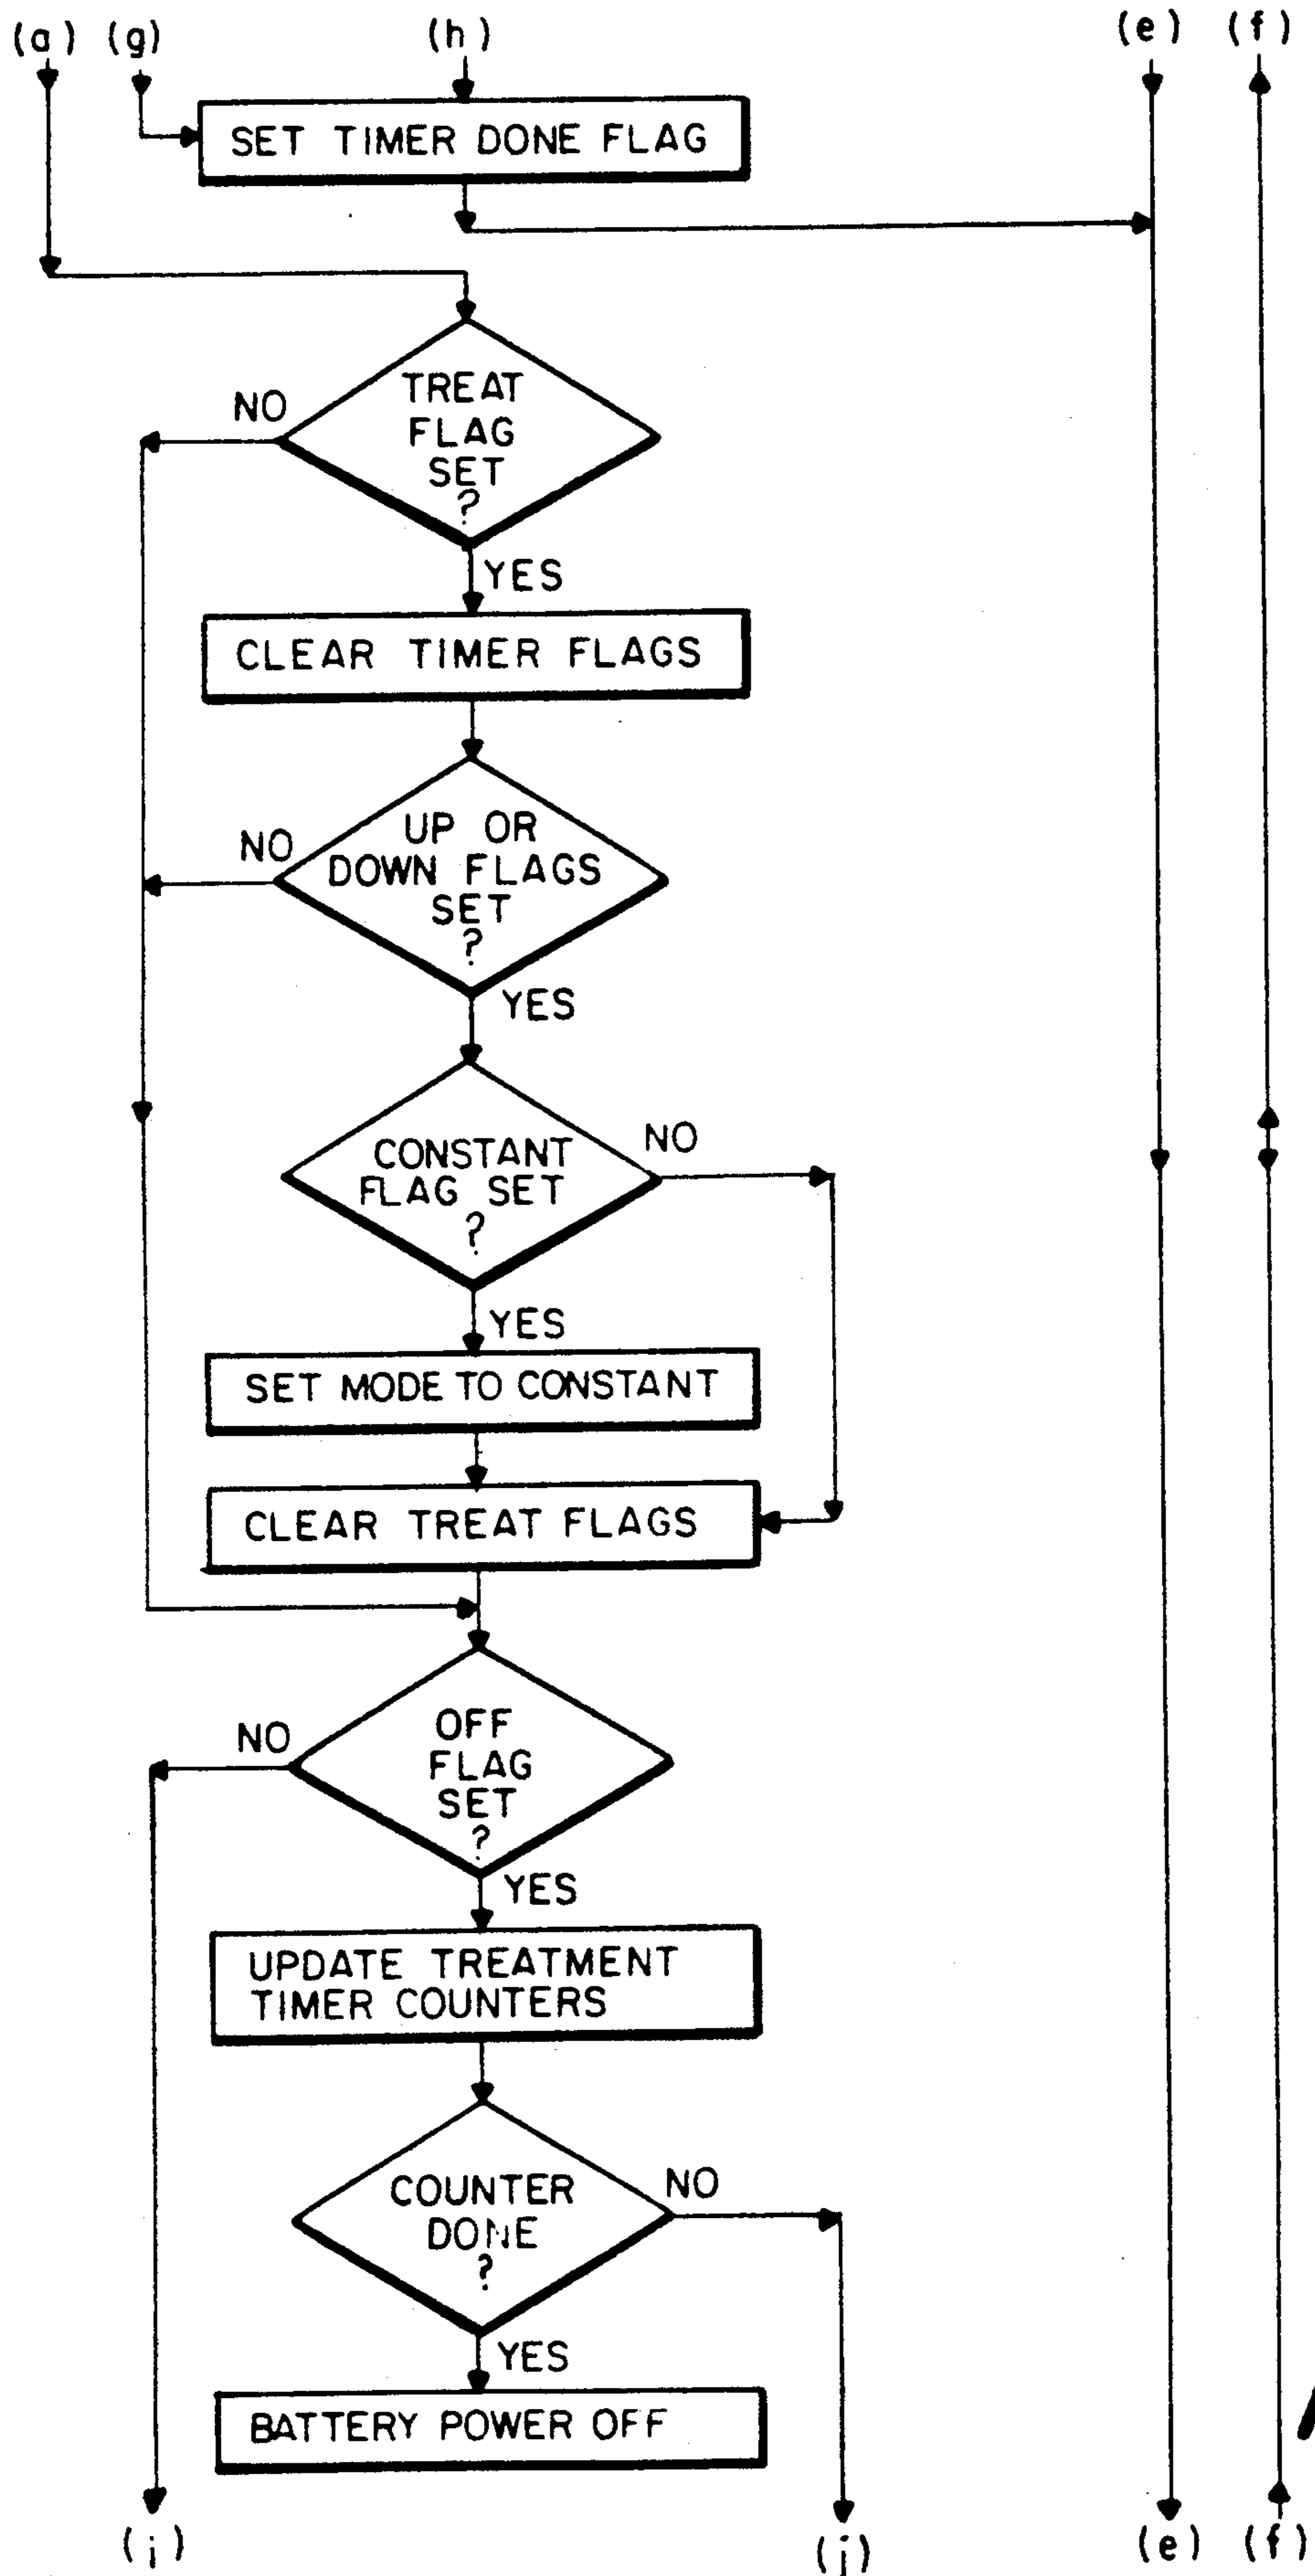 (a) (g) (h) (e) (f)
SET TIMER DONE FLAG
TREAT
FLAG
SET
?
NO
YES
CLEAR TIMER FLAGS
UP OR
DOWN FLAGS
SET
?
NO
YES
CONSTANT
FLAG SET
?
NO
YES
SET MODE TO CONSTANT
CLEAR TREAT FLAGS
OFF
FLAG
SET
?
NO
YES
UPDATE TREATMENT
TIMER COUNTERS
COUNTER
DONE
?
NO
YES
BATTERY POWER OFF
(i) (j) (e) (f)